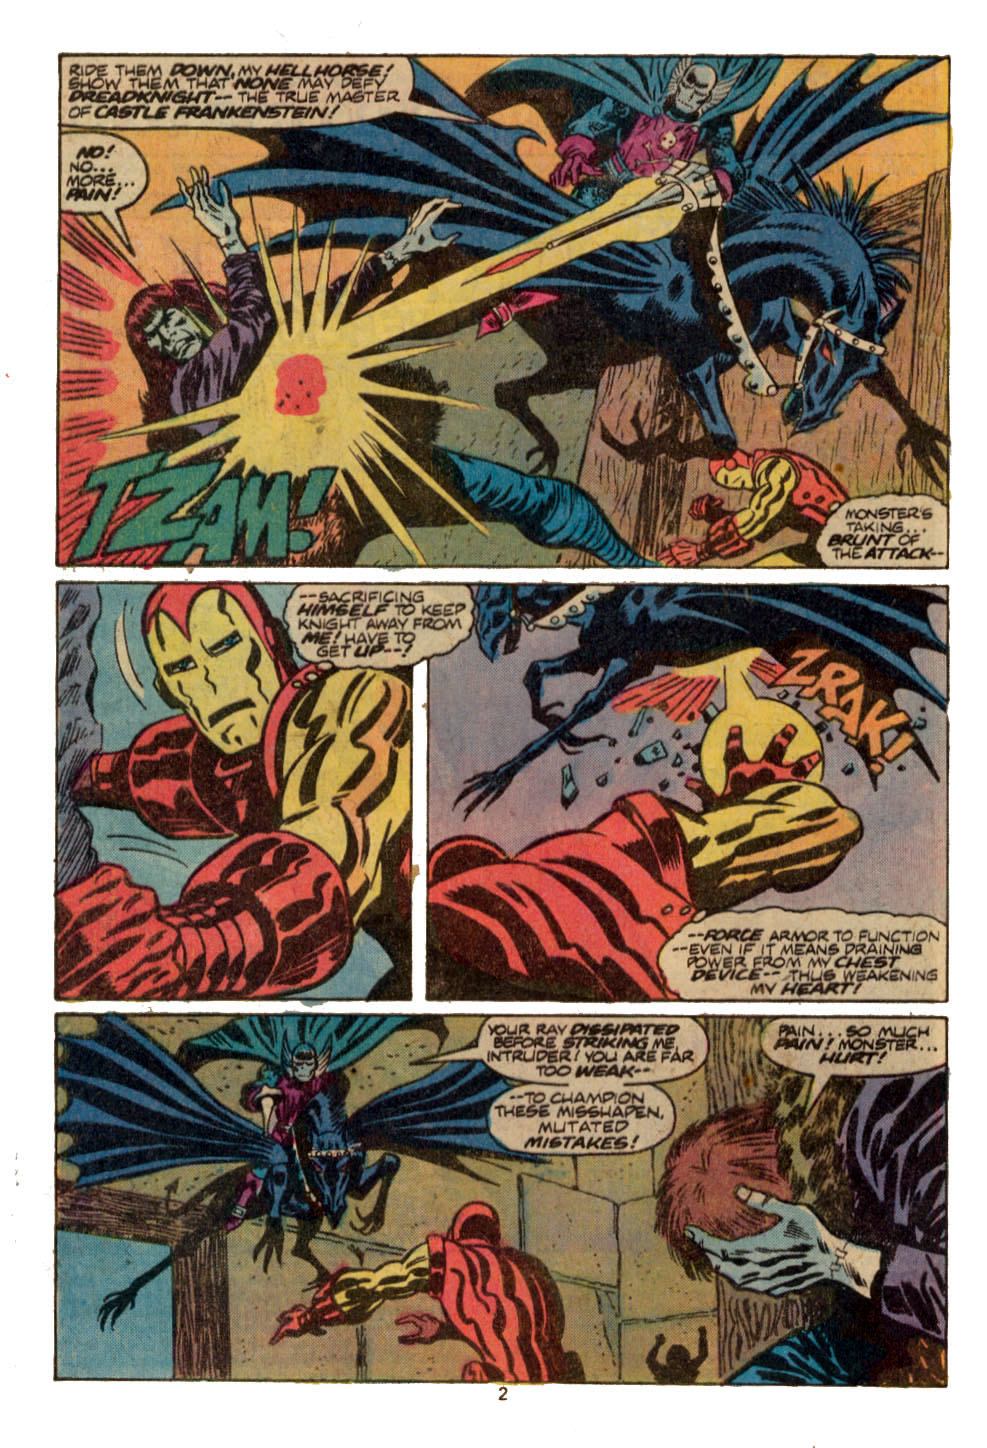 RIDE THEM DOWN, MY HELLHORSE!
SHOW THEM THAT NONE MAY DEFY
DREADKNIGHT-- THE TRUE MASTER
OF CASTLE FRANKENSTEIN!
NO!
NO...
MORE...
PAIN!
TZAM!
MONSTER'S
TAKING...
BRUNT OF
THE ATTACK--
--SACRIFICING
HIMSELF TO KEEP
KNIGHT AWAY FROM
ME! HAVE TO
GET UP--!
ZRAK!
--FORCE ARMOR TO FUNCTION
--EVEN IF IT MEANS DRAINING
POWER FROM MY CHEST
DEVICE-- THUS WEAKENING
MY HEART!
YOUR RAY DISSIPATED
BEFORE STRIKING ME,
INTRUDER! YOU ARE FAR
TOO WEAK--
--TO CHAMPION
THESE MISSHAPEN,
MUTATED
MISTAKES!
PAIN... SO MUCH
PAIN! MONSTER...
HURT!
2